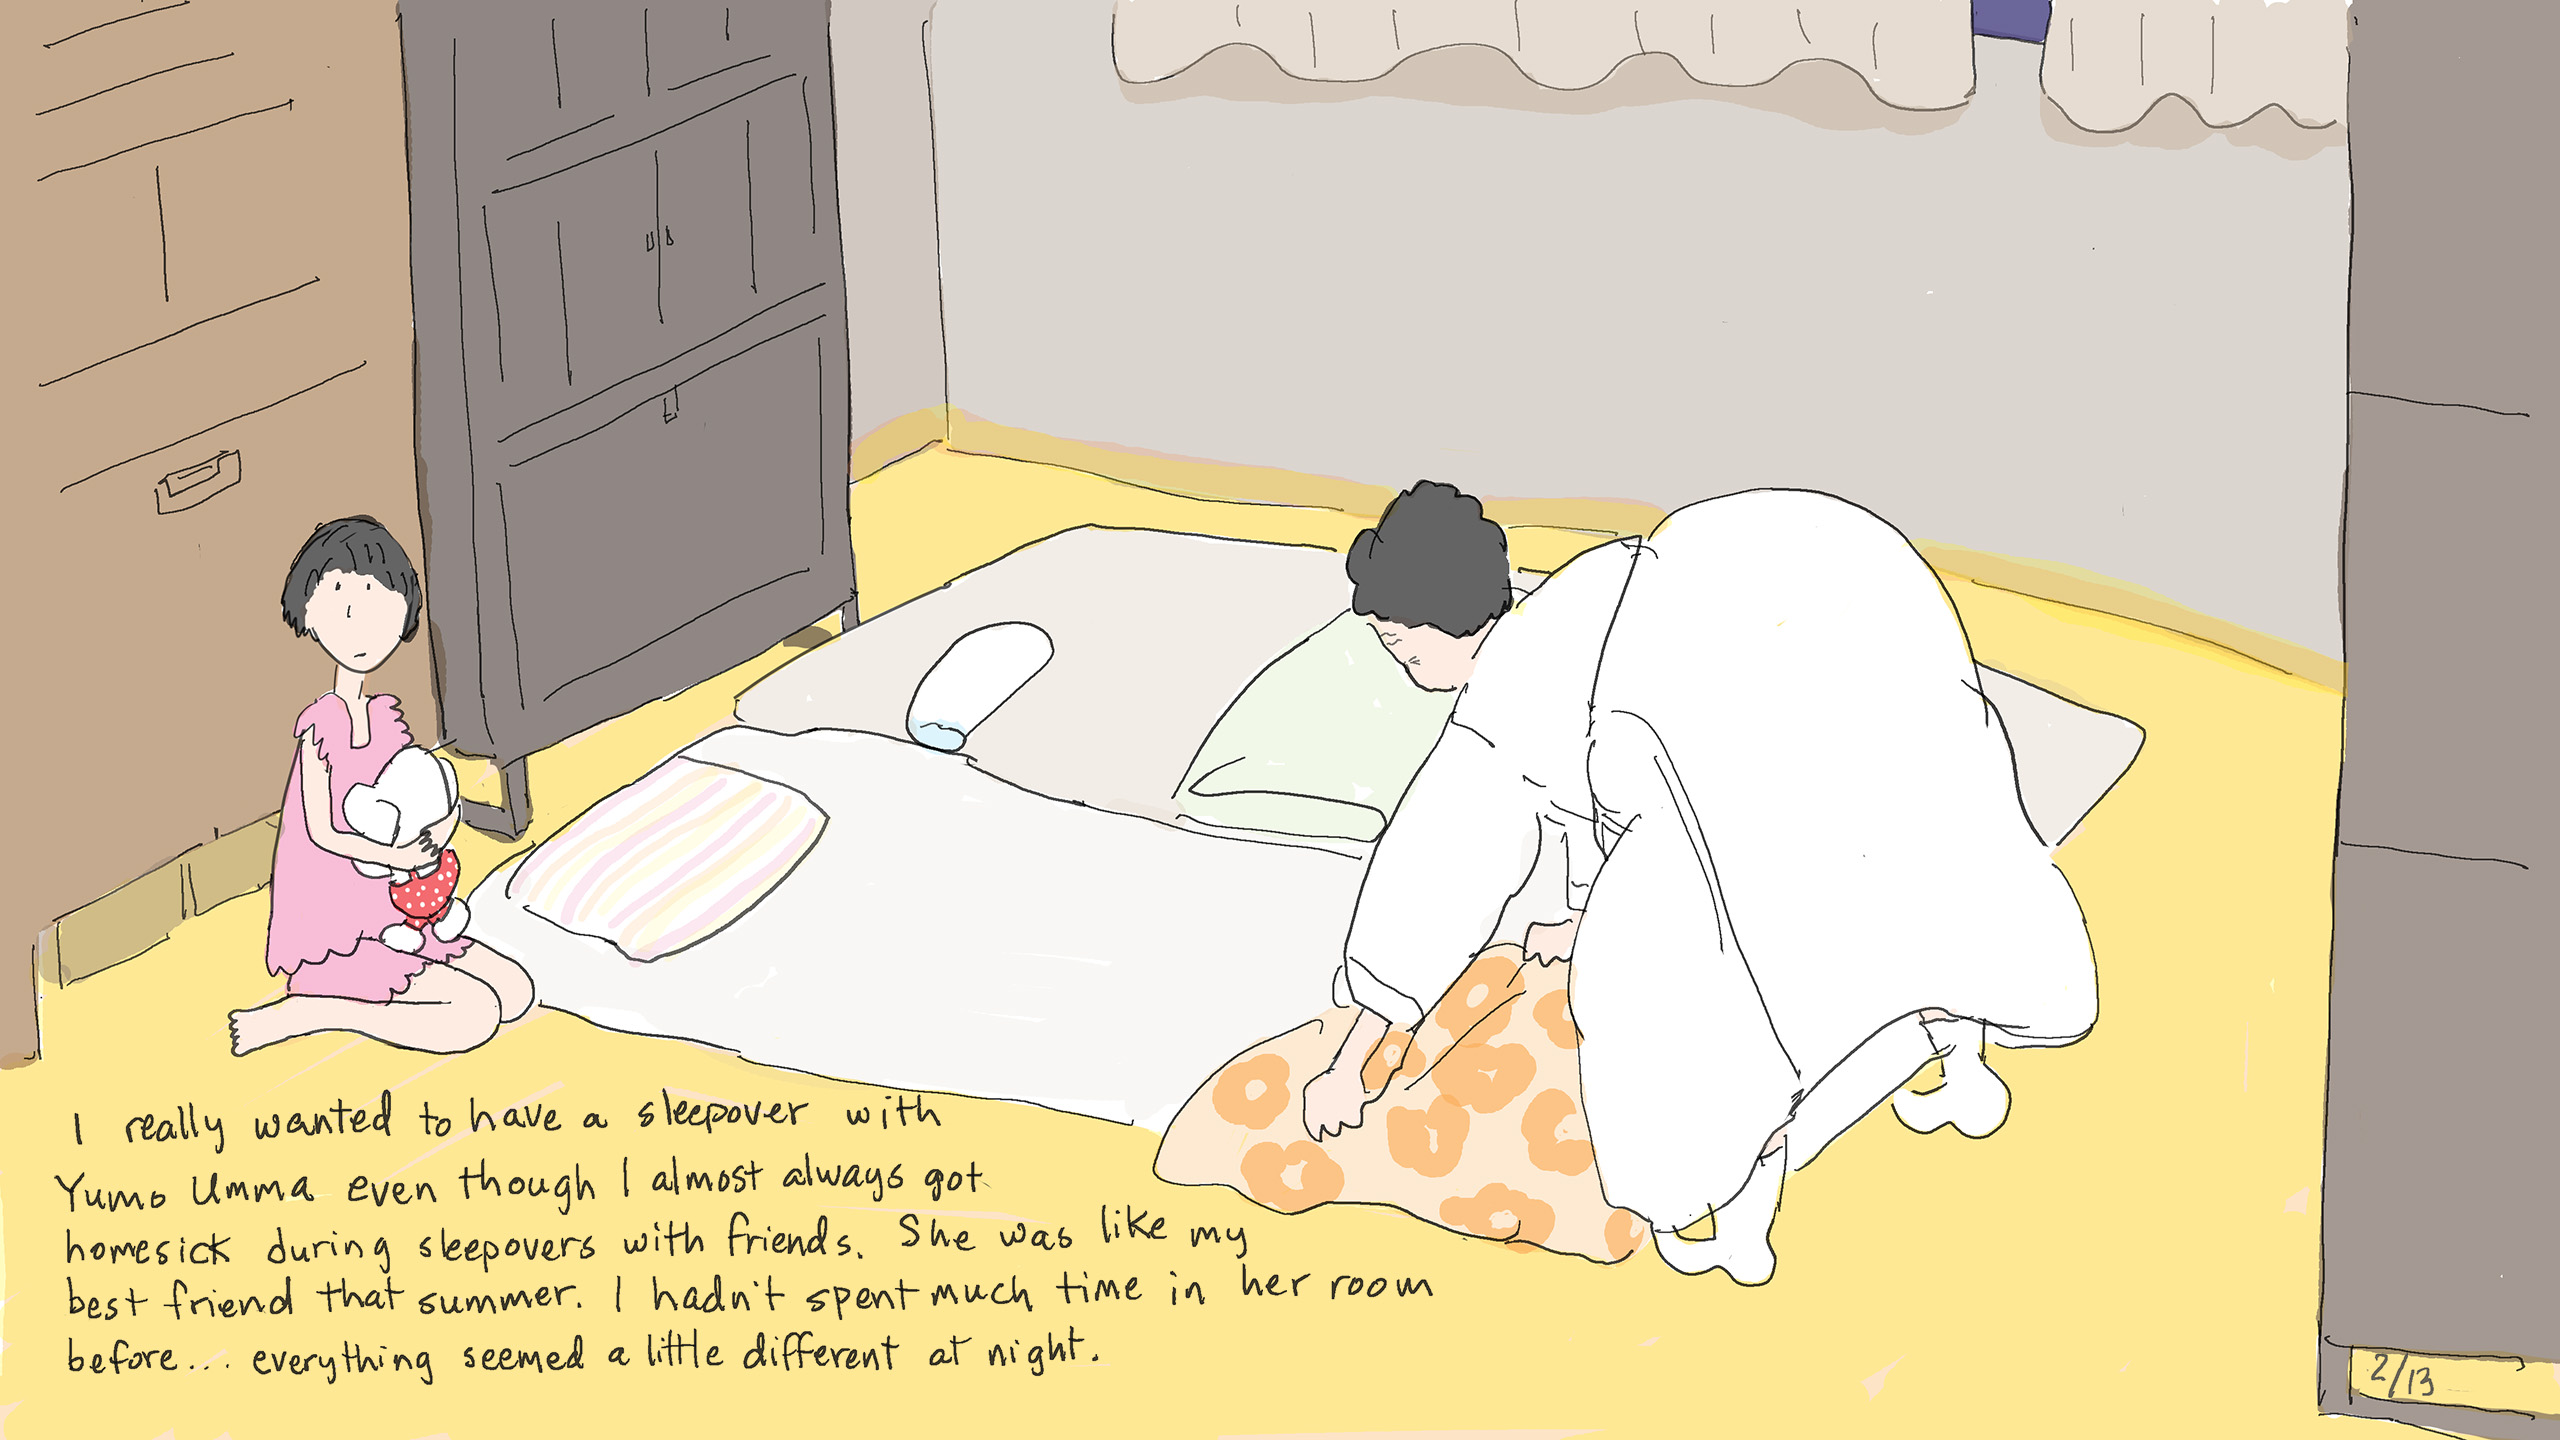 I really wanted to have a sleepover with
Yumo Umma even though I almost always got
homesick during sleepovers with friends. She was like my
best friend that summer. I hadn't spent much time in her room
before... everything seemed a little different at night.
2/13